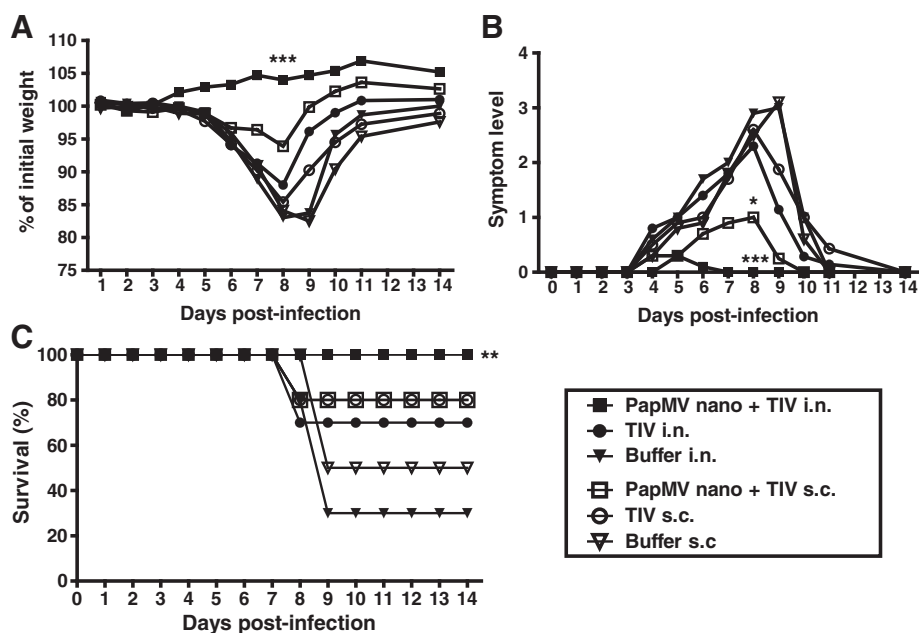 A
110
105
100
95
90
85
80
75
% of initial weight
***
1 2 3 4 5 6 7 8 9 10 11 12 13 14
Days post-infection
B
4
3
2
1
0
Symptom level
*
***
0 1 2 3 4 5 6 7 8 9 10 11 12 13 14
Days post-infection
C
100
80
60
40
20
0
Survival (%)
**
0 1 2 3 4 5 6 7 8 9 10 11 12 13 14
Days post-infection
PapMV nano + TIV i.n.
TIV i.n.
Buffer i.n.
PapMV nano + TIV s.c.
TIV s.c.
Buffer s.c